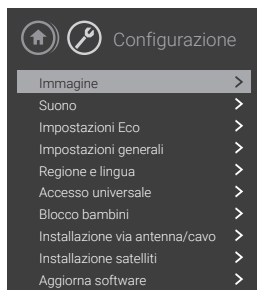 Configurazione
Immagine
Suono
Impostazioni Eco
Impostazioni generali
Regione e lingua
Accesso universale
Blocco bambini
Installazione via antenna/cavo
Installazione satelliti
Aggiorna software